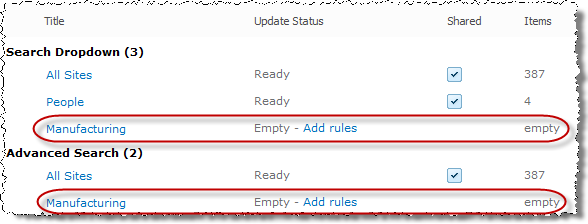 Title Update Status Shared Items
Search Dropdown (3)
All Sites Ready 387
People Ready 4
Manufacturing Empty - Add rules empty
Advanced Search (2)
All Sites Ready 387
Manufacturing Empty - Add rules empty